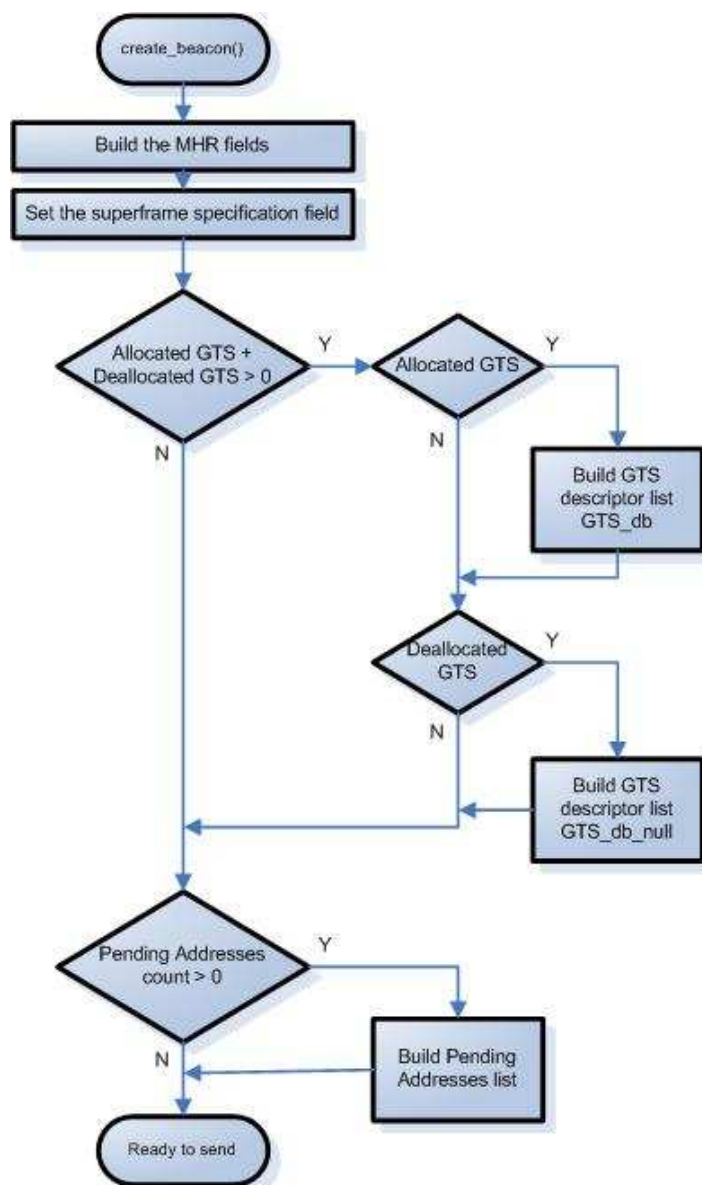 create_beacon()
Build the MHR fields
Set the superframe specification field
Allocated GTS +
Deallocated GTS > 0
Y
N
Allocated GTS
Y
N
Build GTS
descriptor list
GTS_db
Deallocated
GTS
Y
N
Build GTS
descriptor list
GTS_db_null
Pending Addresses
count > 0
Y
N
Build Pending
Addresses list
Ready to send